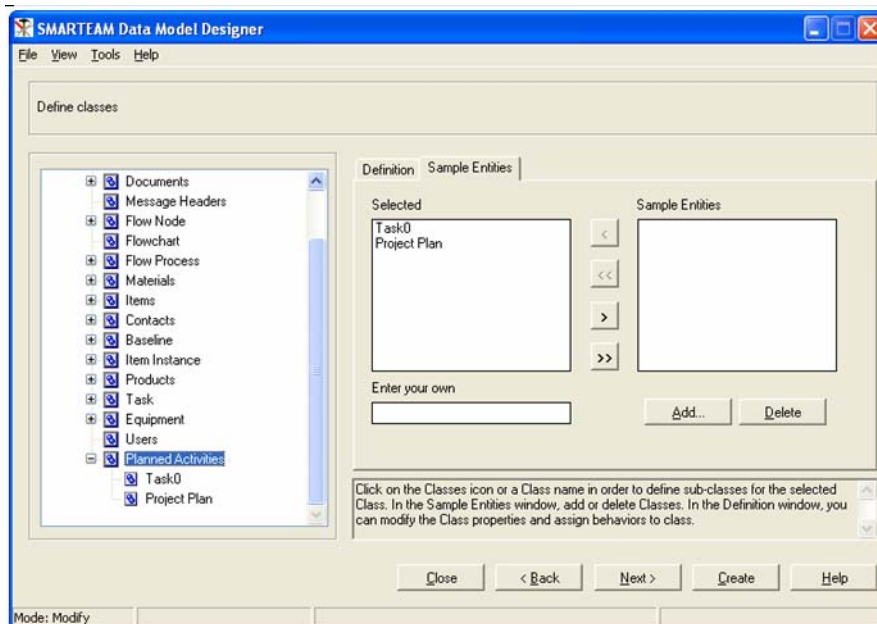 SMARTEAM Data Model Designer
File View Tools Help
Define classes
Documents
Message Headers
Flow Node
Flowchart
Flow Process
Materials
Items
Contacts
Baseline
Item Instance
Products
Task
Equipment
Users
Planned Activities
Task0
Project Plan
Definition Sample Entities
Selected
Task0
Project Plan
Enter your own
<
<<
>
>>
Sample Entities
Add... Delete
Click on the Classes icon or a Class name in order to define sub-classes for the selected
Class. In the Sample Entities window, add or delete Classes. In the Definition window, you
can modify the Class properties and assign behaviors to class.
Close < Back Next > Create Help
Mode: Modify